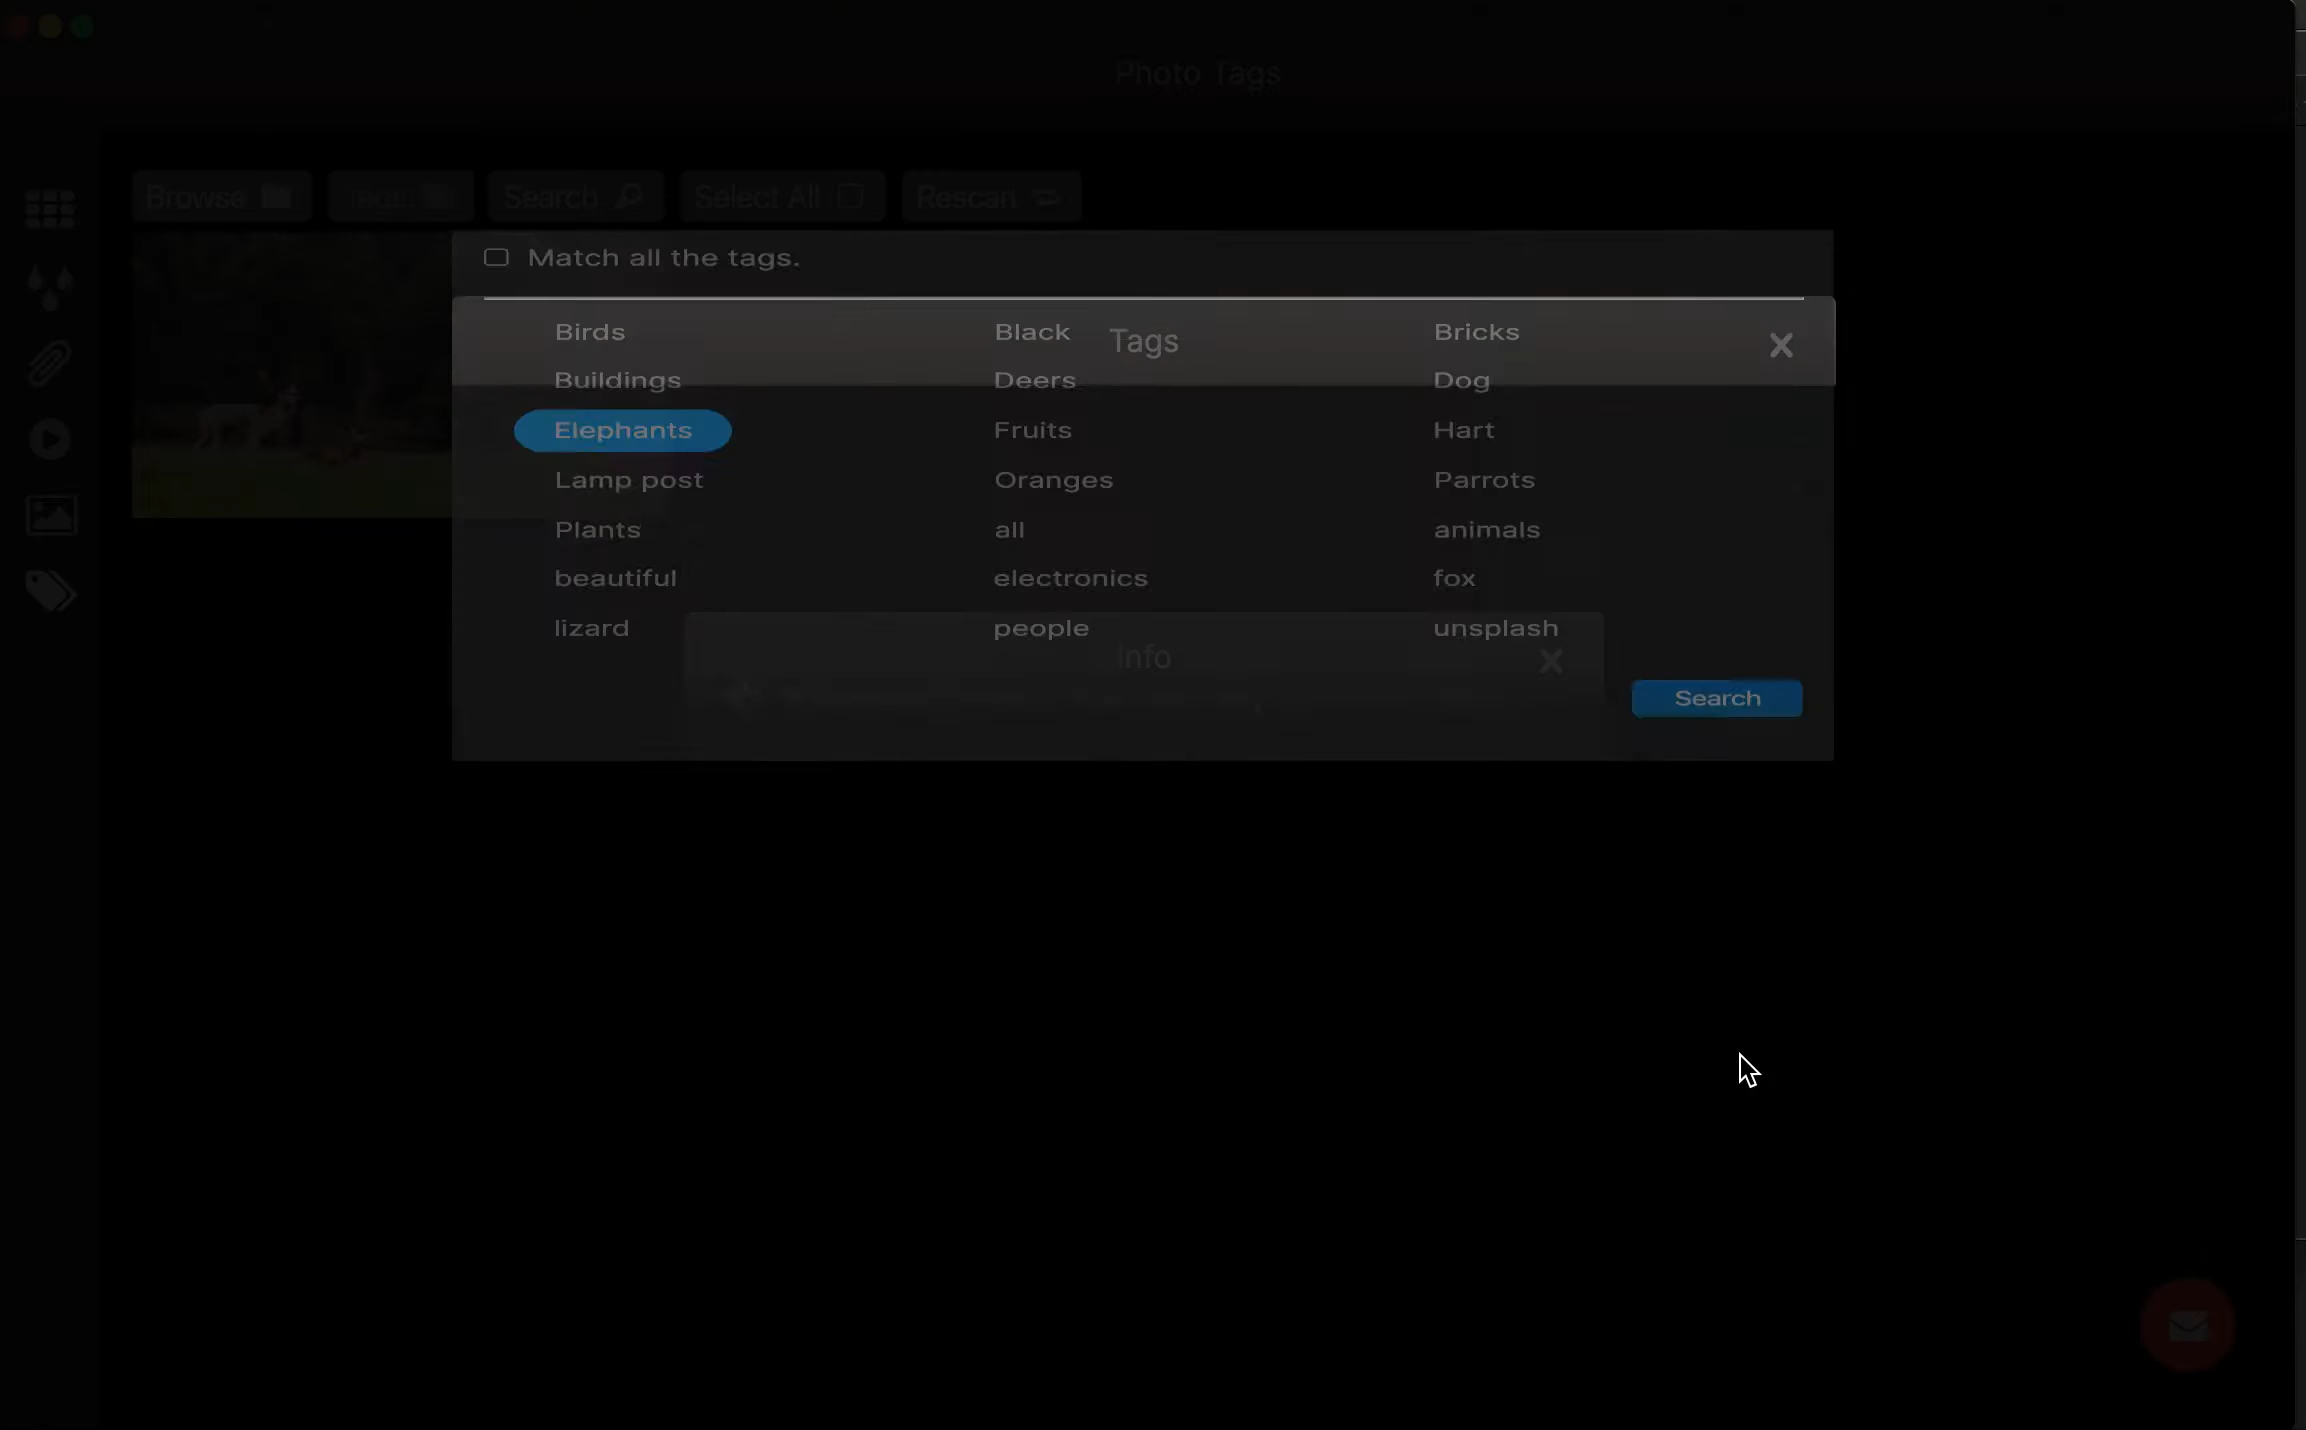 Photo Tags
Browse
Search
Select All
Rescan
Match all the tags.
Tags
Birds Black Bricks
Buildings Deers Dog
Elephants Fruits Hart
Lamp post Oranges Parrots
Plants all animals
beautiful electronics fox
lizard people unsplash
Info
Search